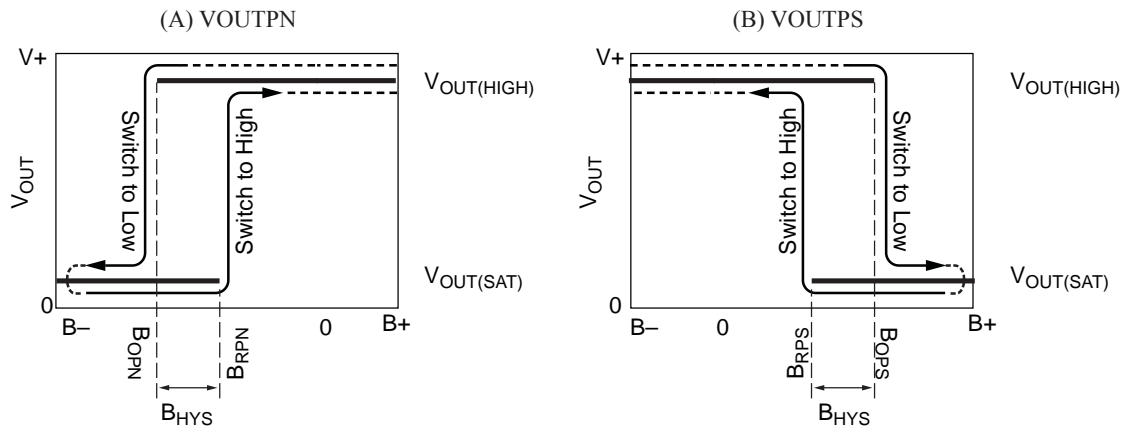 (A) VOUTPN
V+
VOUT(HIGH)
Switch to Low
Switch to High
VOUT
VOUT(SAT)
0
B–
0
B+
BOPN
BRPN
BHYS
(B) VOUTPS
V+
VOUT(HIGH)
Switch to High
Switch to Low
VOUT
VOUT(SAT)
0
B–
0
B+
BRPS
BOPS
BHYS